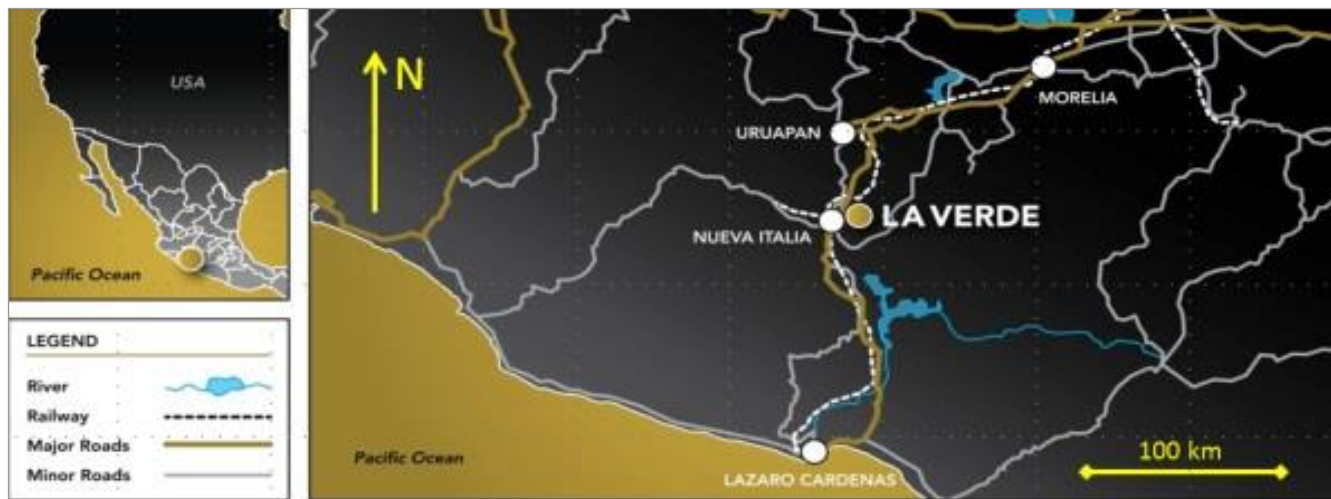 USA
Pacific Ocean
LEGEND
River
Railway
Major Roads
Minor Roads
N
MORELIA
URUAPAN
LA VERDE
NUEVA ITALIA
Pacific Ocean
LAZARO CARDENAS
100 km